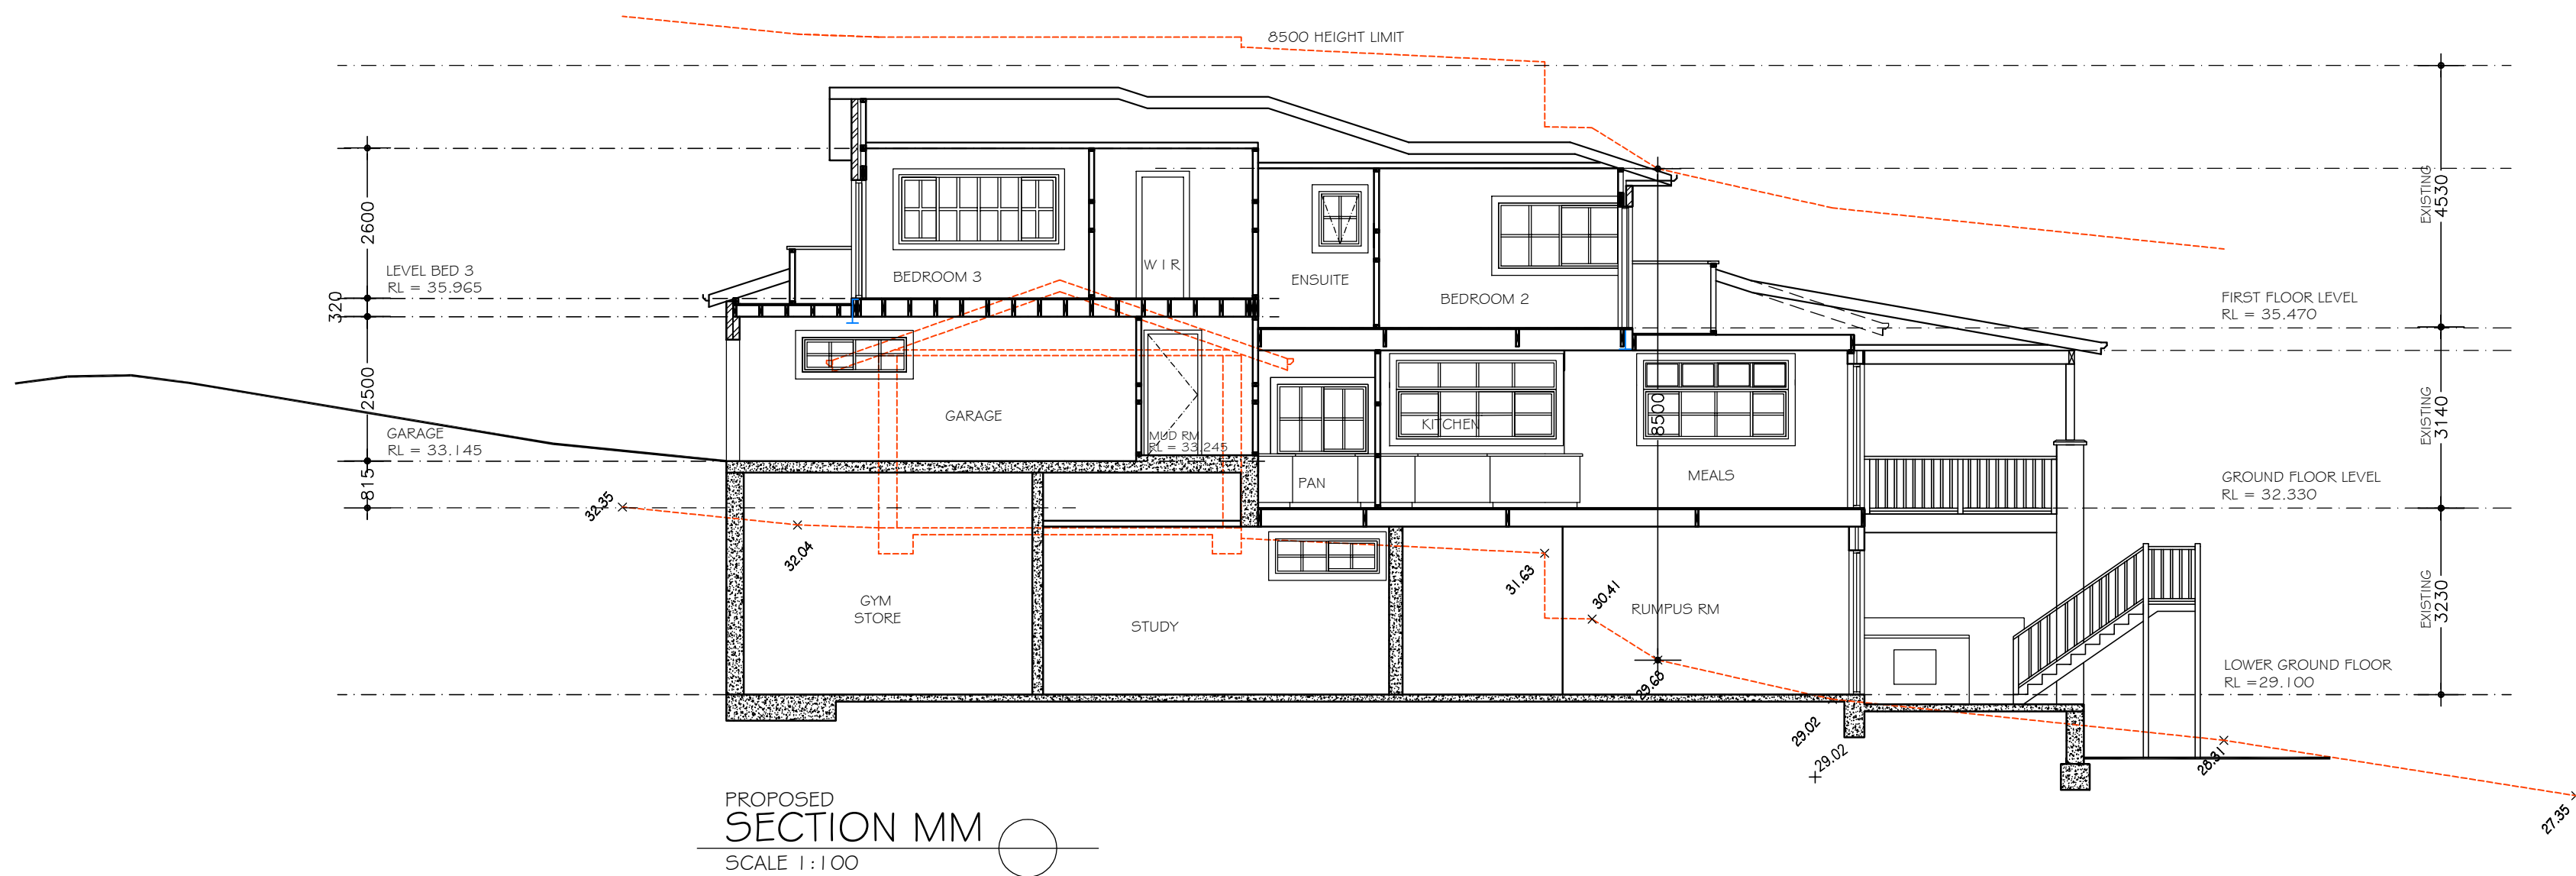 8500 HEIGHT LIMIT
EXISTING
4530
2600
LEVEL BED 3
RL = 35.965
320
BEDROOM 3
W I R
ENSUITE
BEDROOM 2
FIRST FLOOR LEVEL
RL = 35.470
2500
GARAGE
RL = 33.145
815
GARAGE
MUD RM
RL = 33.245
KITCHEN
8500
PAN
MEALS
EXISTING
3140
GROUND FLOOR LEVEL
RL = 32.330
32.35
32.04
31.63
30.41
GYM
STORE
STUDY
RUMPUS RM
EXISTING
3230
29.68
LOWER GROUND FLOOR
RL =29.100
29.02
29.02
28.31
27.35
PROPOSED
SECTION MM
SCALE 1:100